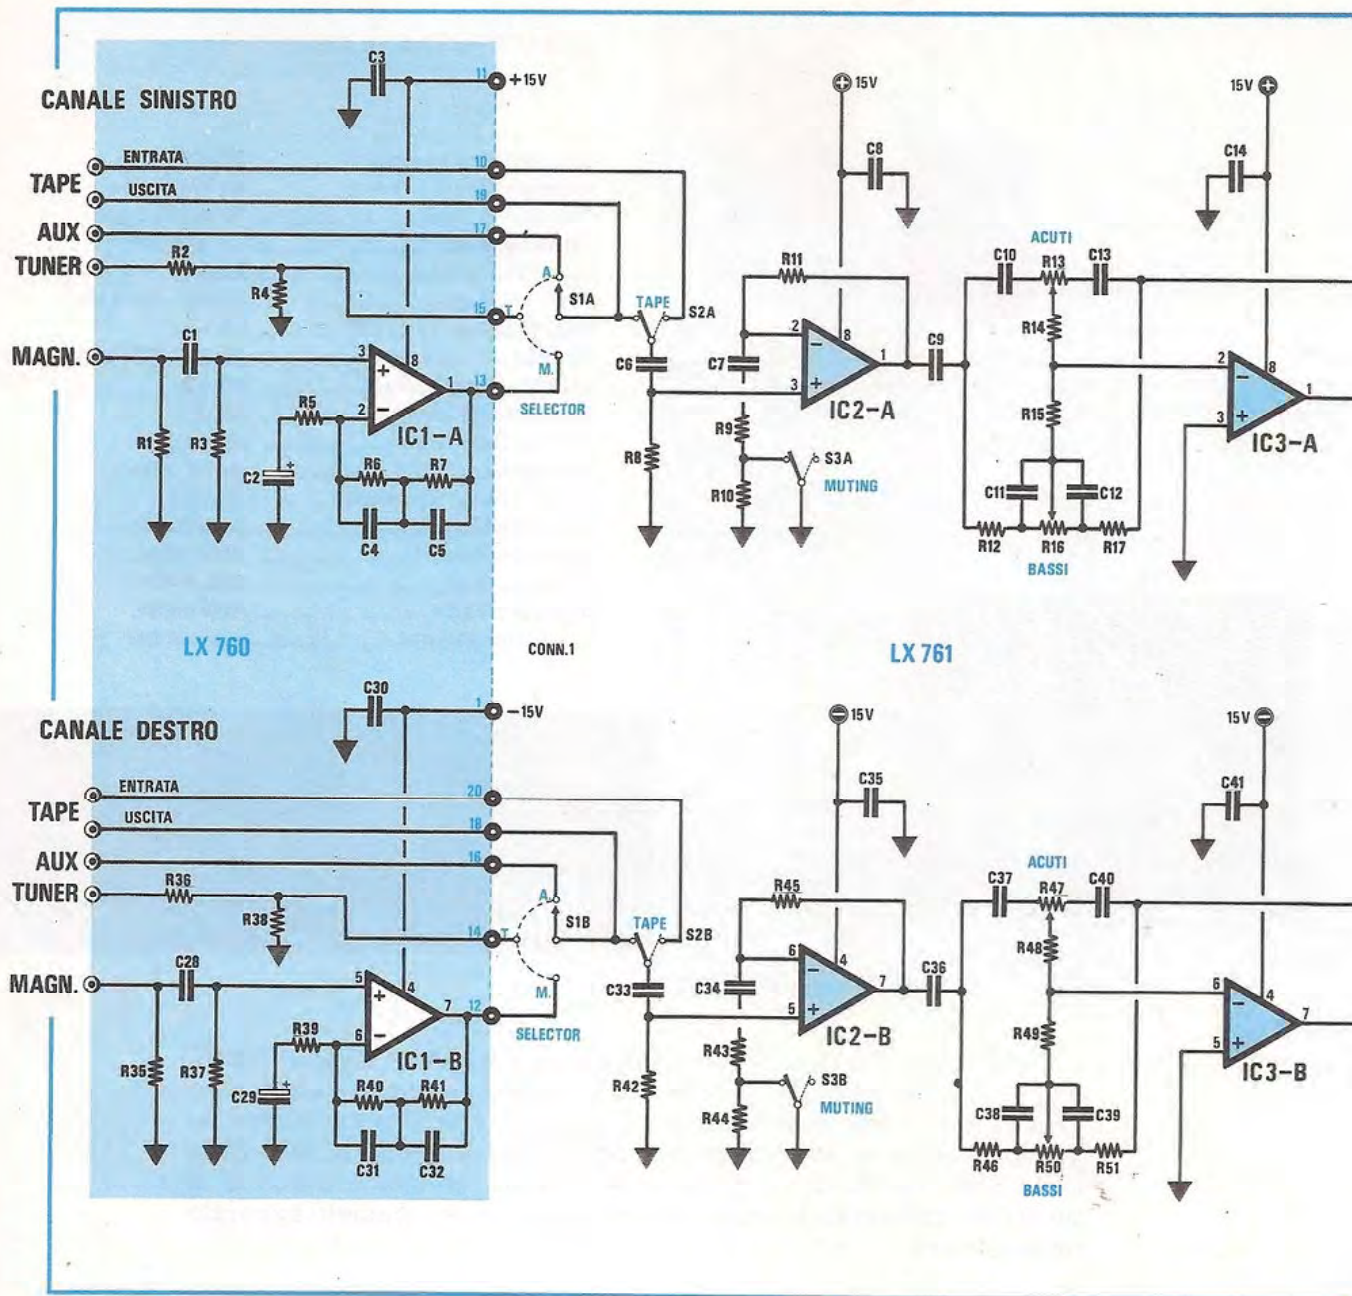 C3
11
+15V
15V
15V
CANALE SINISTRO
C8
C14
ENTRATA
10
TAPE
USCITA
19
AUX
17
TUNER
R2
R4
A.
S1A
T.
15
TAPE
S2A
R11
ACUTI
C10
R13
C13
R14
MAGN.
C1
3
8
+
1
13
M.
SELECTOR
C6
C7
2
−
8
1
3
+
IC2-A
C9
2
−
8
1
3
+
IC3-A
R5
2
−
IC1-A
R1
R3
R6
R7
C2
+
C4
C5
R8
R9
R10
S3A
MUTING
R15
C11
C12
R12
R16
R17
BASSI
LX 760
CONN.1
LX 761
C30
1
−15V
15V
15V
CANALE DESTRO
C35
C41
ENTRATA
20
TAPE
USCITA
18
AUX
16
TUNER
R36
R38
A.
S1B
T.
14
TAPE
S2B
R45
ACUTI
C37
R47
C40
R48
MAGN.
C28
5
4
+
7
12
M.
SELECTOR
C33
C34
6
−
4
7
5
+
IC2-B
C36
6
−
4
7
5
+
IC3-B
R39
6
−
IC1-B
R35
R37
R40
R41
C29
+
C31
C32
R42
R43
R44
S3B
MUTING
R49
C38
C39
R46
R50
R51
BASSI